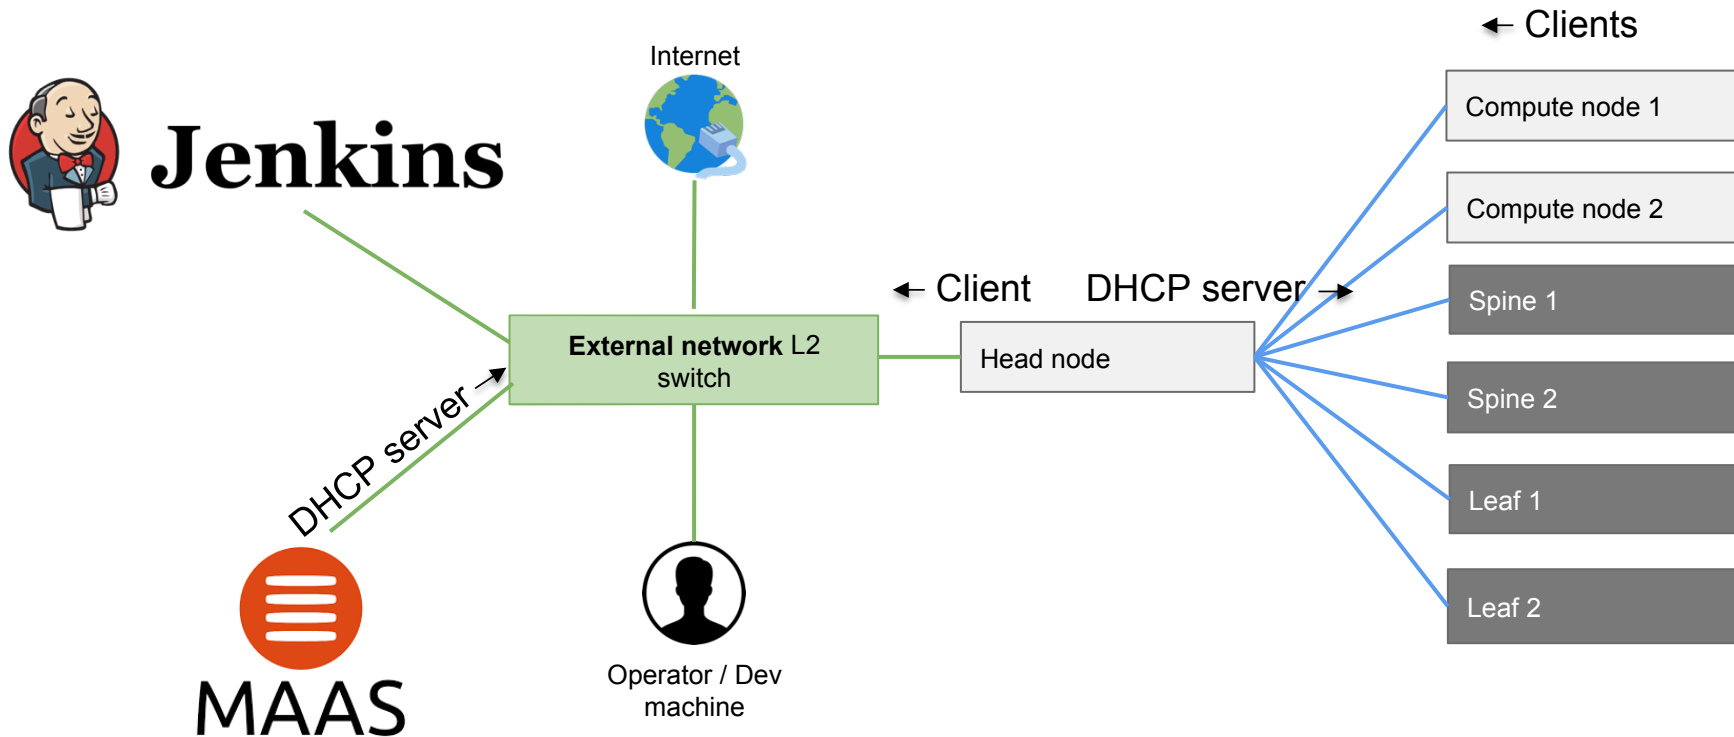 ← Clients
Internet
Jenkins
Compute node 1
Compute node 2
← Client
DHCP server →
Spine 1
External network L2
switch
Head node
DHCP server →
Spine 2
Leaf 1
Leaf 2
MAAS
Operator / Dev
machine